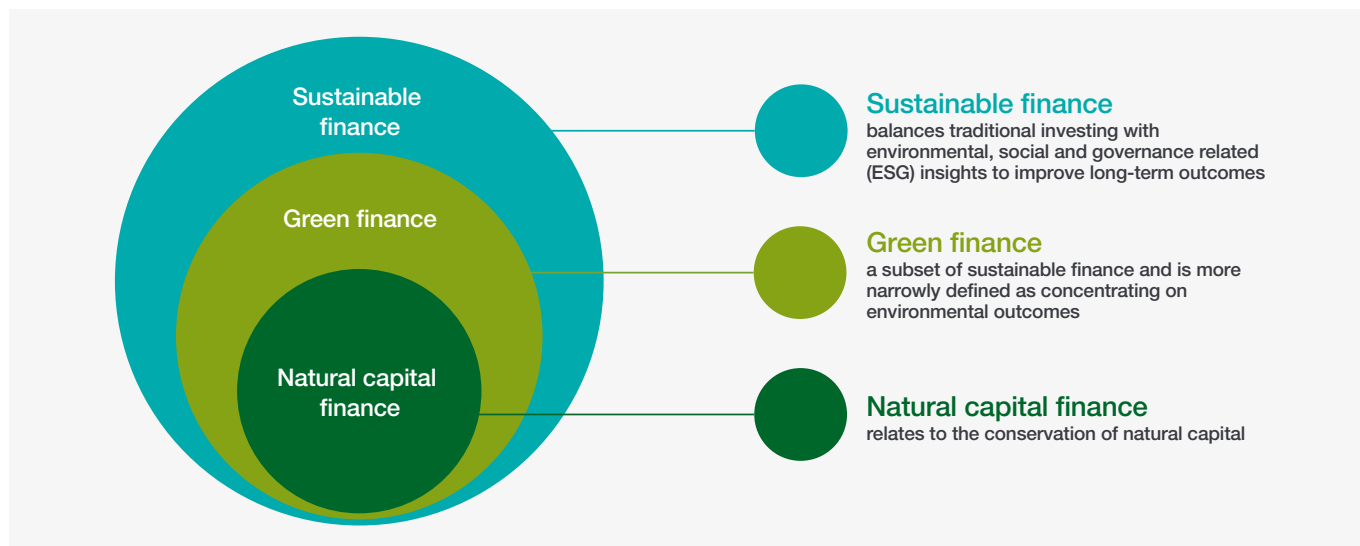 Sustainable
finance
Green finance
Natural capital
finance
Sustainable finance
balances traditional investing with
environmental, social and governance related
(ESG) insights to improve long-term outcomes
Green finance
a subset of sustainable finance and is more
narrowly defined as concentrating on
environmental outcomes
Natural capital finance
relates to the conservation of natural capital